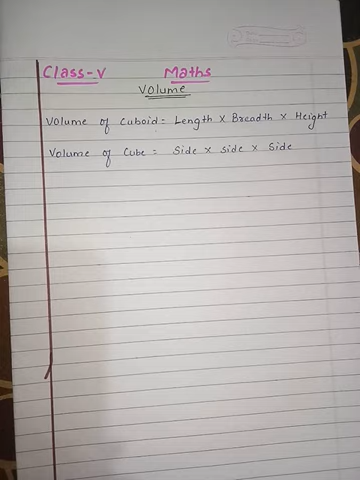 Class-V Maths
Volume
Volume of Cuboid = Length × Breadth × Height
Volume of Cube = Side × side × Side